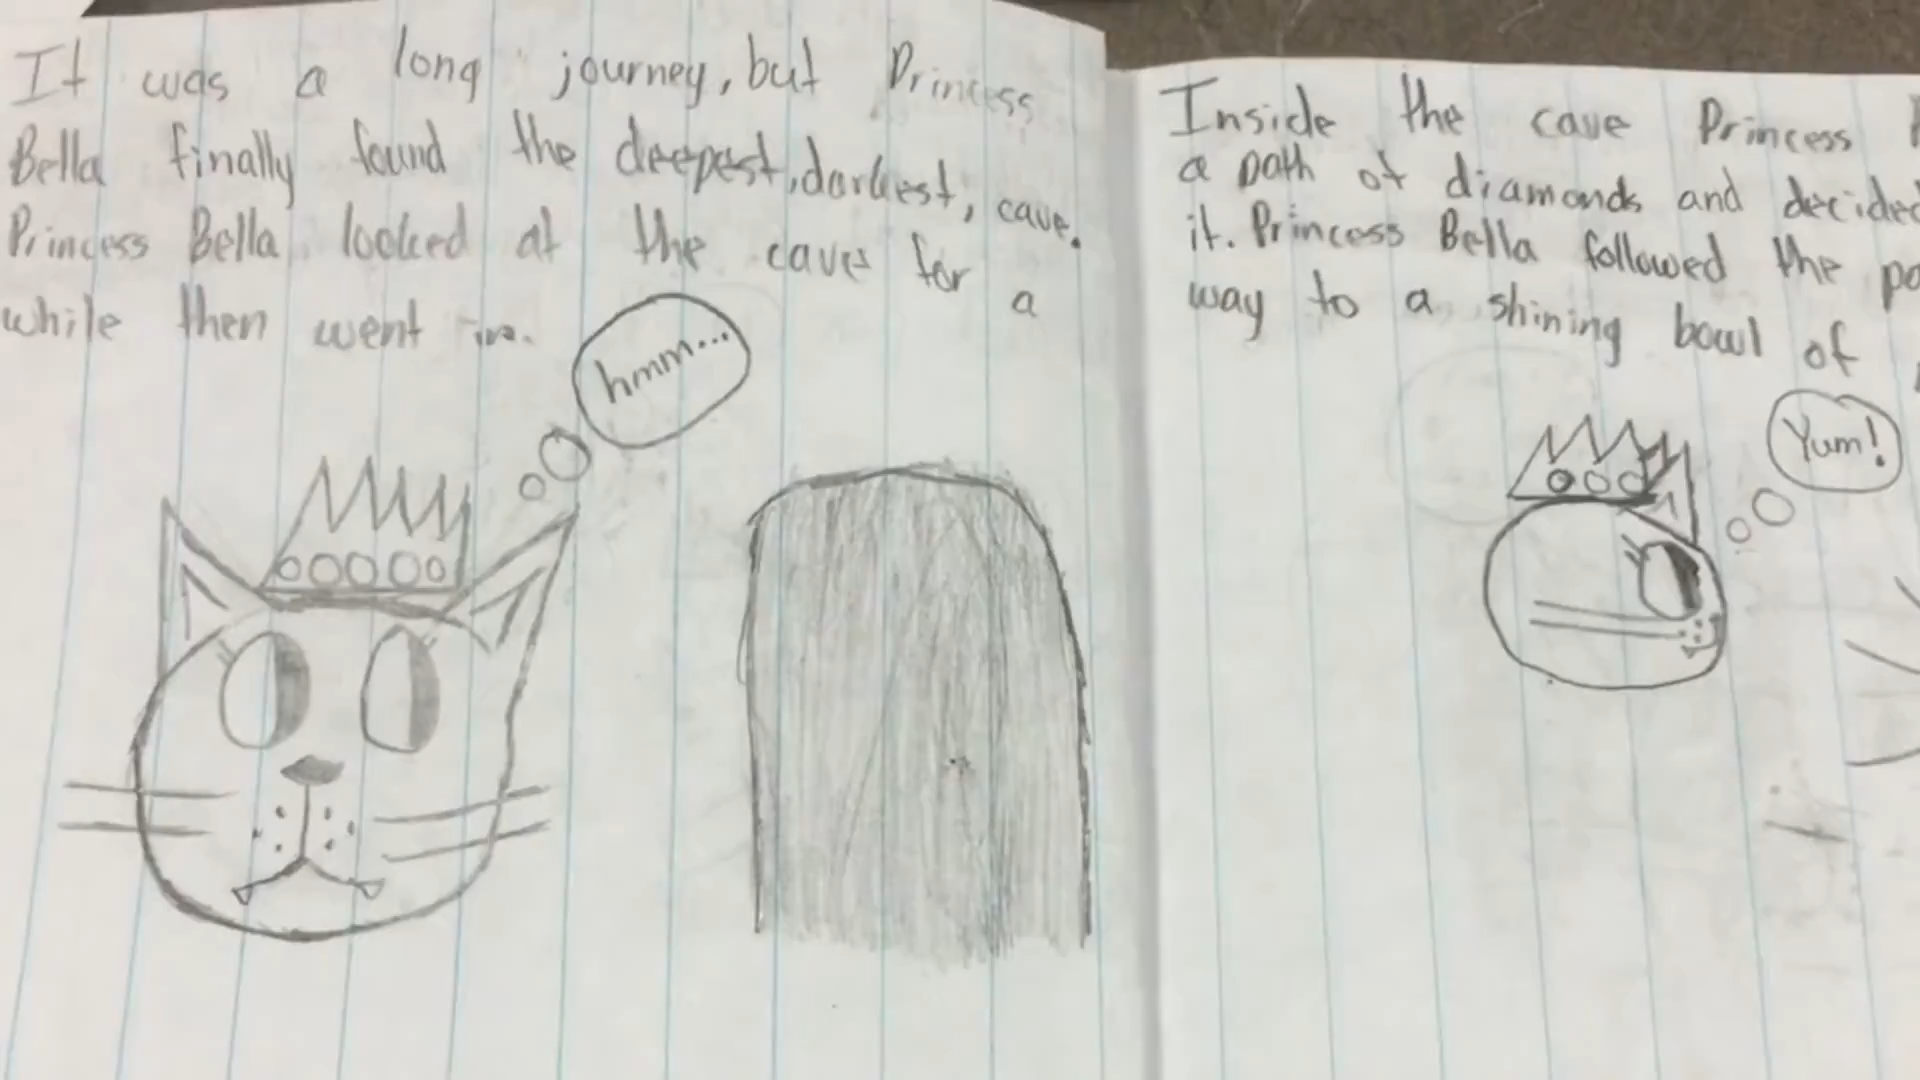 It was a long journey, but Princess
Bella finally found the deepest, darkest, cave.
Princess Bella looked at the cave for a
while then went in.
hmm...
Inside the cave Princess
a path of diamonds and decided
it. Princess Bella followed the
way to a shining bowl of
Yum!